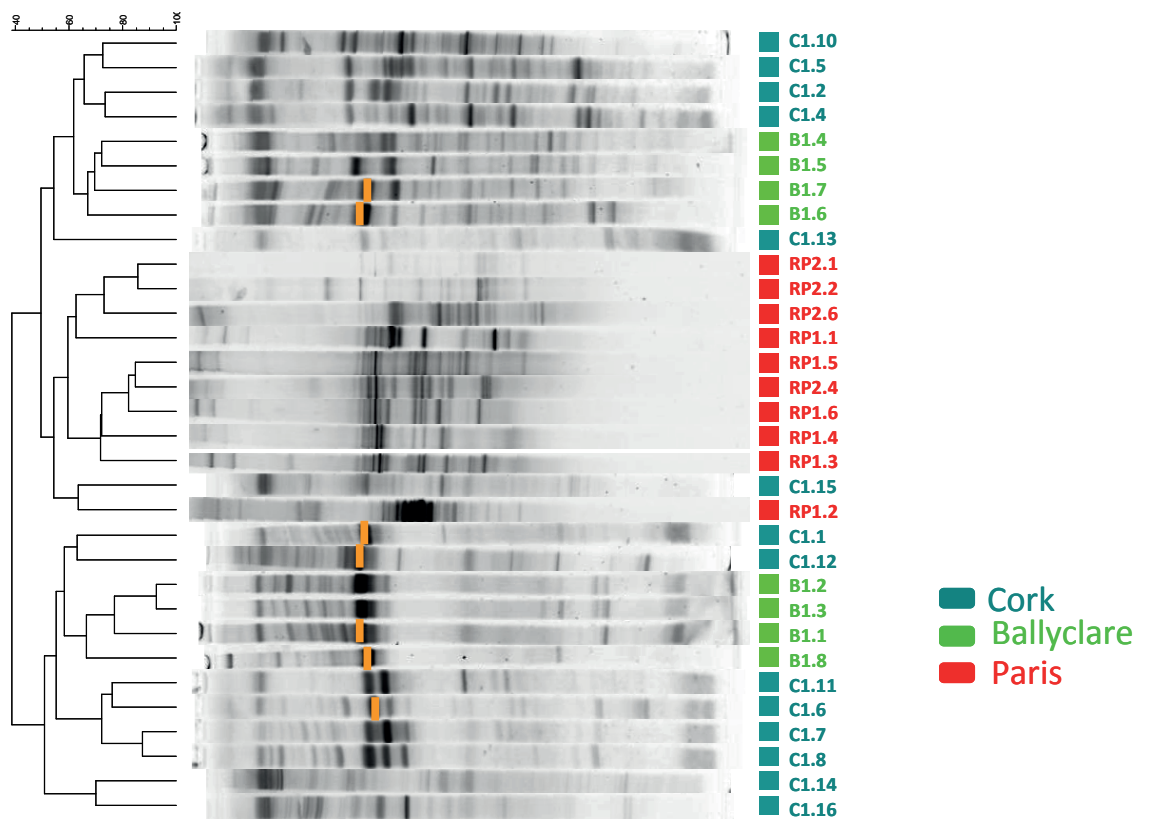 40
60
80
100
C1.10
C1.5
C1.2
C1.4
B1.4
B1.5
B1.7
B1.6
C1.13
RP2.1
RP2.2
RP2.6
RP1.1
RP1.5
RP2.4
RP1.6
RP1.4
RP1.3
C1.15
RP1.2
C1.1
C1.12
B1.2
B1.3
B1.1
B1.8
C1.11
C1.6
C1.7
C1.8
C1.14
C1.16
Cork
Ballyclare
Paris